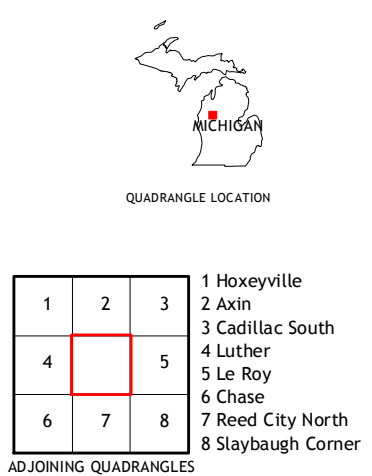 MICHIGAN
QUADRANGLE LOCATION
1 2 3
4 5
6 7 8
1 Hoxeyville
2 Axin
3 Cadillac South
4 Luther
5 Le Roy
6 Chase
7 Reed City North
8 Slaybaugh Corner
ADJOINING QUADRANGLES